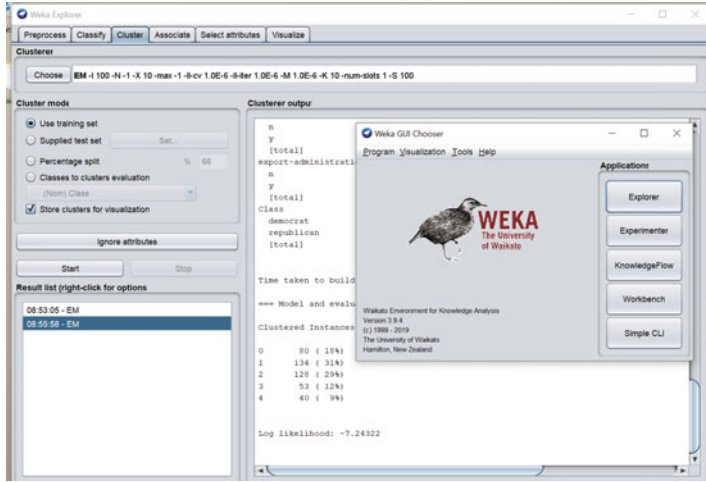 Weka Explorer
Preprocess Classify Cluster Associate Select attributes Visualize
Clusterer
Choose EM -I 100 -N -1 -X 10 -max -1 -ll-cv 1.0E-6 -ll-iter 1.0E-6 -M 1.0E-6 -K 10 -num-slots 1 -S 100
Cluster mode
Use training set
Supplied test set Set...
Percentage split % 66
Classes to clusters evaluation
(Nom) Class
Store clusters for visualization
Ignore attributes
Start Stop
Result list (right-click for options
08:53:05 - EM
08:55:58 - EM
Clusterer output
n
y
[total]
export-administrati
n
y
[total]
Class
democrat
republican
[total]
Time taken to build
=== Model and evalu
Clustered Instances
0 80 ( 18%)
1 134 ( 31%)
2 128 ( 29%)
3 53 ( 12%)
4 40 ( 9%)
Log likelihood: -7.24322
Weka GUI Chooser
Program Visualization Tools Help
WEKA
The University
of Waikato
Waikato Environment for Knowledge Analysis
Version 3.9.4
(c) 1999 - 2019
The University of Waikato
Hamilton, New Zealand
Applications
Explorer
Experimenter
KnowledgeFlow
Workbench
Simple CLI